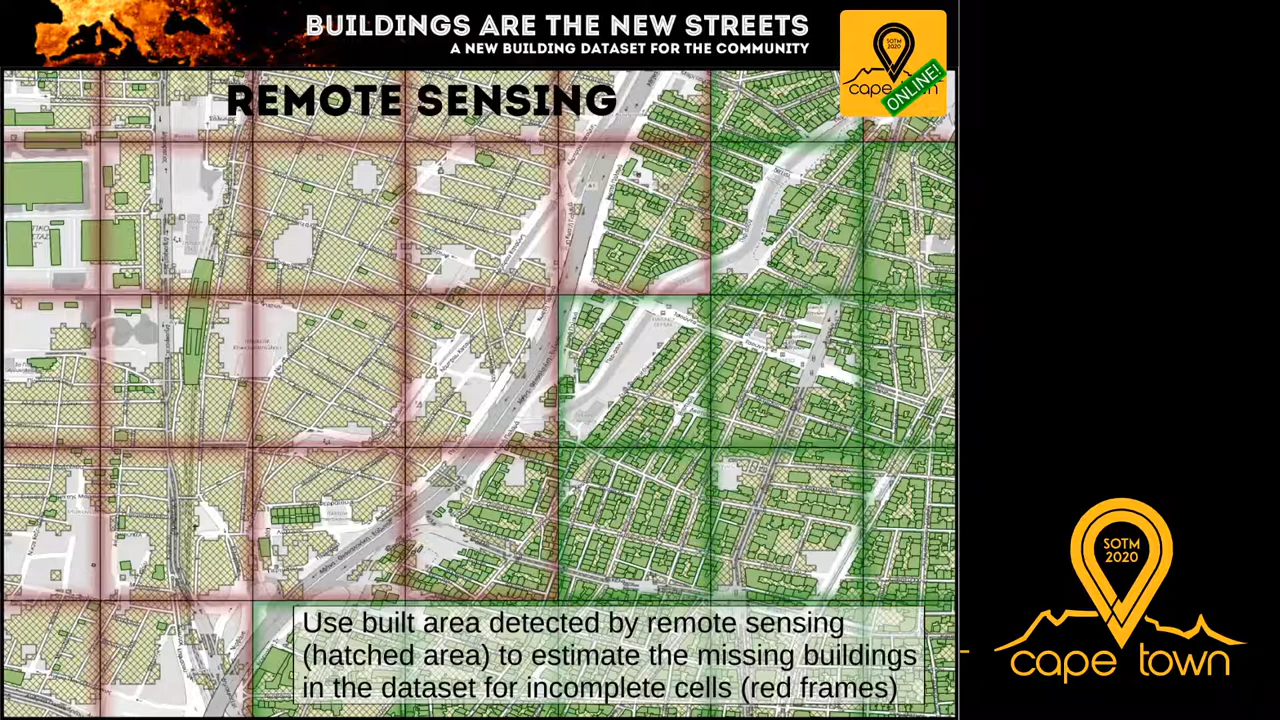 BUILDINGS ARE THE NEW STREETS
A NEW BUILDING DATASET FOR THE COMMUNITY
SOTM
2020
cape town
ONLINE!
REMOTE SENSING
Use built area detected by remote sensing
(hatched area) to estimate the missing buildings
in the dataset for incomplete cells (red frames)
SOTM
2020
cape town